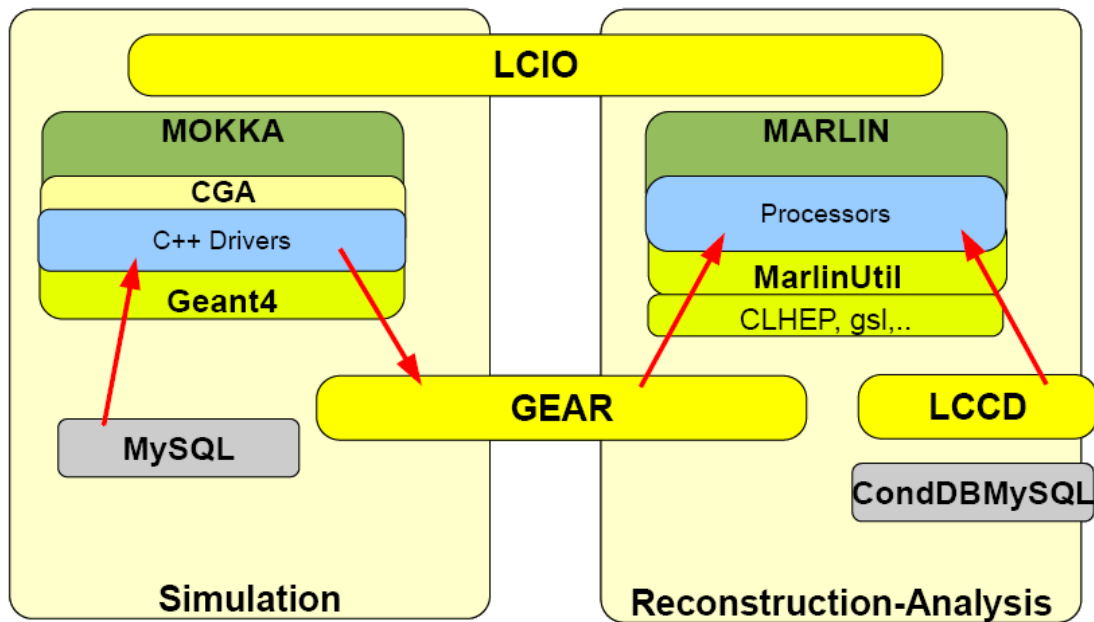 LCIO
MOKKA
CGA
C++ Drivers
Geant4
MySQL
Simulation
GEAR
MARLIN
Processors
MarlinUtil
CLHEP, gsl,..
LCCD
CondDBMySQL
Reconstruction-Analysis